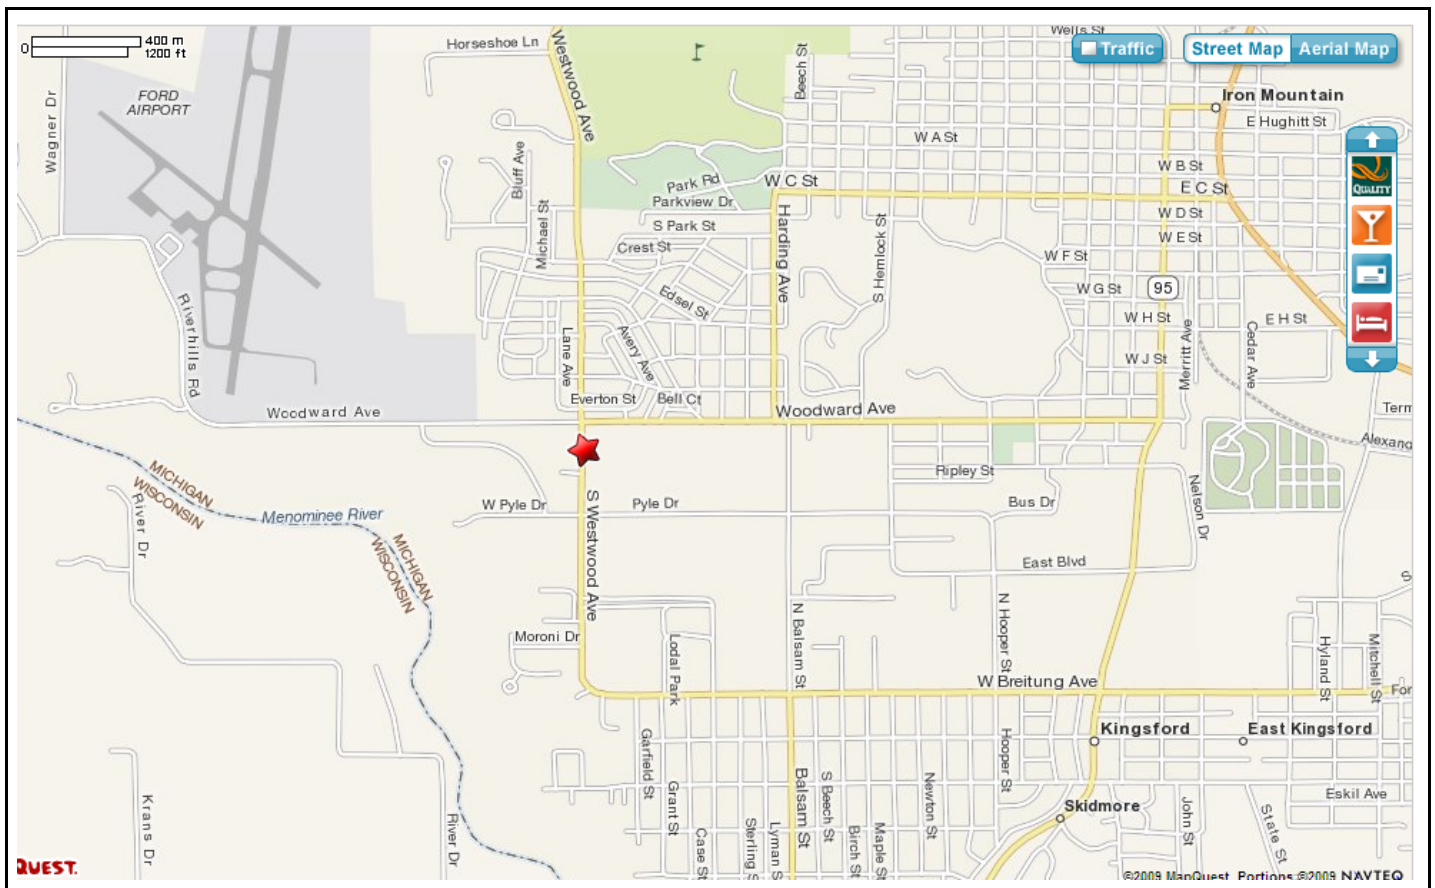 0
400 m
1200 ft
Horseshoe Ln
Westwood Ave
Beech St
Wells St
Traffic
Street Map
Aerial Map
Wagner Dr
FORD
AIRPORT
Iron Mountain
E Hughitt St
W A St
Bluff Ave
W B St
Park Rd
W C St
E C St
QUALITY
Parkview Dr
Michael St
S Park St
Harding Ave
S Hemlock St
W D St
Crest St
W E St
W F St
Edsel St
W G St
95
Riverhills Rd
W H St
E H St
Lane Ave
Avery Ave
Merritt Ave
Cedar Ave
W J St
Everton St
Bell Ct
Woodward Ave
Woodward Ave
Term
Alexand
MICHIGAN
WISCONSIN
Ripley St
River Dr
Menominee River
W Pyle Dr
Pyle Dr
Bus Dr
Nelson Dr
S Westwood Ave
MICHIGAN
WISCONSIN
East Blvd
S
N Balsam St
N Hooper St
Moroni Dr
Lodal Park
Hyland St
Mitchell St
W Breitung Ave
For
Kingsford
East Kingsford
Garfield St
Hooper St
Grant St
Balsam St
S Beech St
Newton St
Eskil Ave
Krans Dr
River Dr
Case St
Sterling S
Lyman S
Birch St
Maple St
Skidmore
John St
State St
QUEST.
©2009 MapQuest Portions ©2009 NAVTEQ